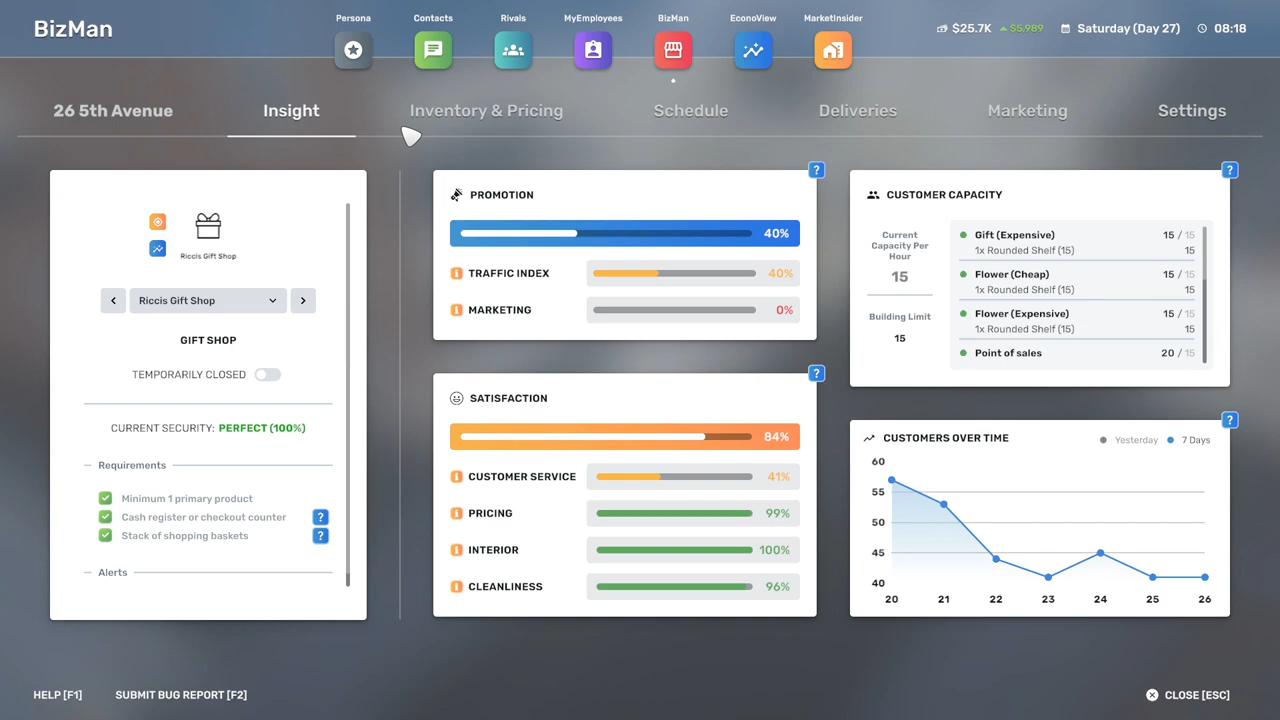 BizMan
Persona
Contacts
Rivals
MyEmployees
BizMan
EconoView
MarketInsider
$25.7K
$5,989
Saturday (Day 27)
08:18
26 5th Avenue
Insight
Inventory & Pricing
Schedule
Deliveries
Marketing
Settings
Riccis Gift Shop
Riccis Gift Shop
GIFT SHOP
TEMPORARILY CLOSED
CURRENT SECURITY: PERFECT (100%)
Requirements
Minimum 1 primary product
Cash register or checkout counter ?
Stack of shopping baskets ?
Alerts
?
PROMOTION
40%
TRAFFIC INDEX 40%
MARKETING 0%
?
SATISFACTION
84%
CUSTOMER SERVICE 41%
PRICING 99%
INTERIOR 100%
CLEANLINESS 96%
?
CUSTOMER CAPACITY
Current
Capacity Per
Hour
15
Building Limit
15
Gift (Expensive) 15 / 15
1x Rounded Shelf (15) 15
Flower (Cheap) 15 / 15
1x Rounded Shelf (15) 15
Flower (Expensive) 15 / 15
1x Rounded Shelf (15) 15
Point of sales 20 / 15
?
CUSTOMERS OVER TIME
Yesterday
7 Days
60
55
50
45
40
20 21 22 23 24 25 26
HELP [F1]
SUBMIT BUG REPORT [F2]
CLOSE [ESC]